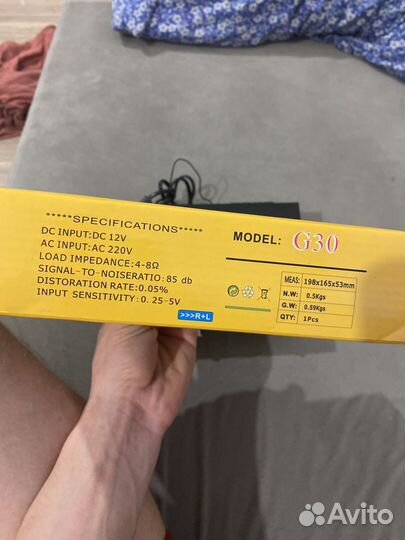 *****SPECIFICATIONS*****
DC INPUT:DC 12V
AC INPUT:AC 220V
LOAD IMPEDANCE:4-8Ω
SIGNAL-TO-NOISERATIO:85 db
DISTORATION RATE:0.05%
INPUT SENSITIVITY:0.25-5V
>>>R+L
MODEL: G30
MEAS: 198x165x53mm
N.W: 0.5Kgs
G.W: 0.59Kgs
QTY: 1Pcs
Avito